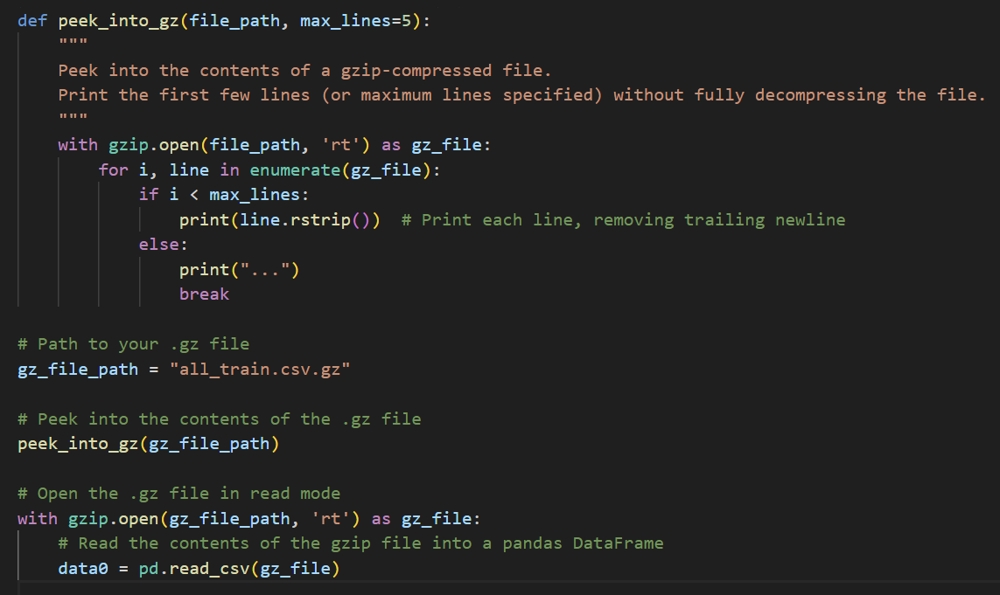 def peek_into_gz(file_path, max_lines=5):
    """
    Peek into the contents of a gzip-compressed file.
    Print the first few lines (or maximum lines specified) without fully decompressing the file.
    """
    with gzip.open(file_path, 'rt') as gz_file:
        for i, line in enumerate(gz_file):
            if i < max_lines:
                print(line.rstrip())  # Print each line, removing trailing newline
            else:
                print("...")
                break

# Path to your .gz file
gz_file_path = "all_train.csv.gz"

# Peek into the contents of the .gz file
peek_into_gz(gz_file_path)

# Open the .gz file in read mode
with gzip.open(gz_file_path, 'rt') as gz_file:
    # Read the contents of the gzip file into a pandas DataFrame
    data0 = pd.read_csv(gz_file)